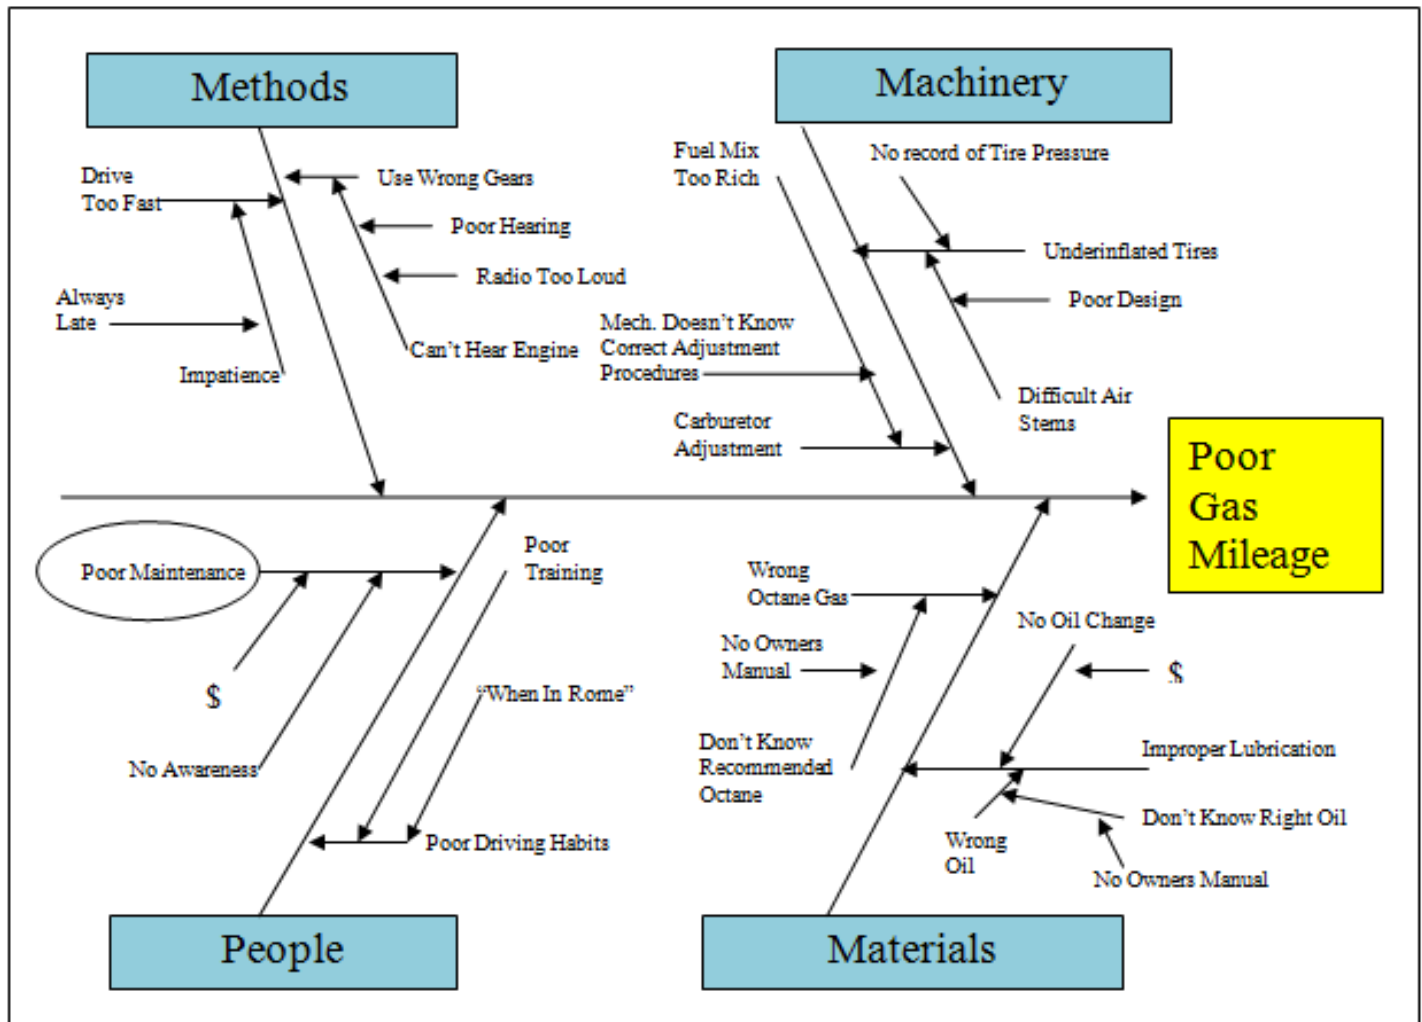 Methods
Machinery
Drive
Too Fast
Use Wrong Gears
Poor Hearing
Radio Too Loud
Can't Hear Engine
Always
Late
Impatience
Fuel Mix
Too Rich
No record of Tire Pressure
Underinflated Tires
Poor Design
Difficult Air
Stems
Mech. Doesn't Know
Correct Adjustment
Procedures
Carburetor
Adjustment
Poor
Gas
Mileage
Poor Maintenance
$
No Awareness
Poor
Training
"When In Rome"
Poor Driving Habits
Wrong
Octane Gas
No Owners
Manual
Don't Know
Recommended
Octane
No Oil Change
$
Improper Lubrication
Don't Know Right Oil
Wrong
Oil
No Owners Manual
People
Materials